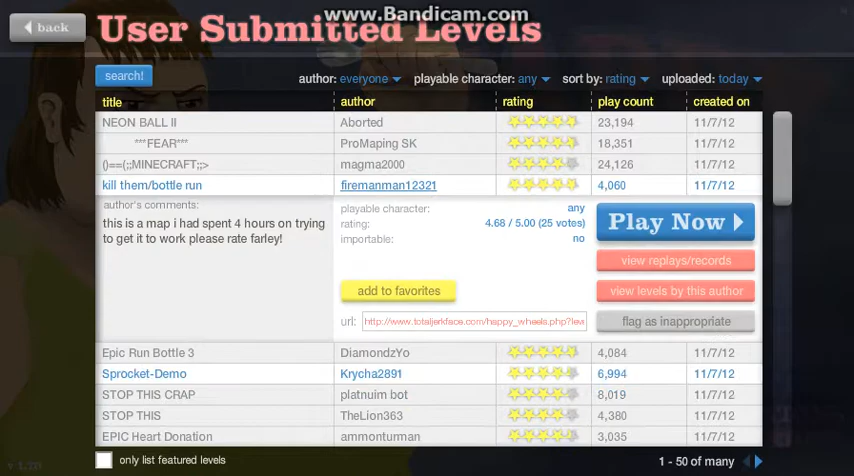 www.Bandicam.com
back
User Submitted Levels
search!
author: everyone playable character: any sort by: rating uploaded: today
title author rating play count created on
NEON BALL II Aborted 23,194 11/7/12
***FEAR*** ProMaping SK 18,351 11/7/12
()==(;;MINECRAFT;;> magma2000 24,126 11/7/12
kill them/bottle run firemanman12321 4,060 11/7/12
author's comments:
this is a map i had spent 4 hours on trying
to get it to work please rate farley!
playable character: any
rating: 4.68 / 5.00 (25 votes)
importable: no
add to favorites
url: http://www.totaljerkface.com/happy_wheels.php?leve
Play Now
view replays/records
view levels by this author
flag as inappropriate
Epic Run Bottle 3 DiamondzYo 4,084 11/7/12
Sprocket-Demo Krycha2891 6,994 11/7/12
STOP THIS CRAP platnuim bot 8,019 11/7/12
STOP THIS TheLion363 4,380 11/7/12
EPIC Heart Donation ammonturman 3,035 11/7/12
only list featured levels
1 - 50 of many